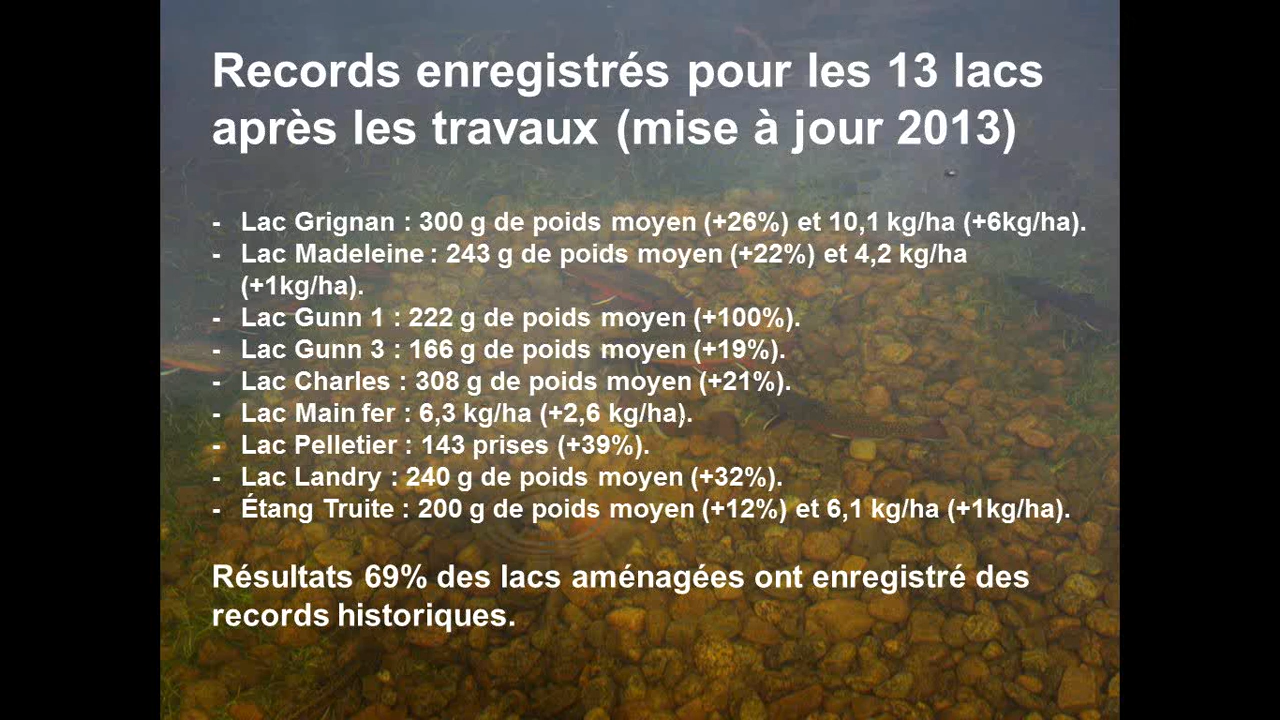 Records enregistrés pour les 13 lacs
après les travaux (mise à jour 2013)
- Lac Grignan : 300 g de poids moyen (+26%) et 10,1 kg/ha (+6kg/ha).
- Lac Madeleine : 243 g de poids moyen (+22%) et 4,2 kg/ha
(+1kg/ha).
- Lac Gunn 1 : 222 g de poids moyen (+100%).
- Lac Gunn 3 : 166 g de poids moyen (+19%).
- Lac Charles : 308 g de poids moyen (+21%).
- Lac Main fer : 6,3 kg/ha (+2,6 kg/ha).
- Lac Pelletier : 143 prises (+39%).
- Lac Landry : 240 g de poids moyen (+32%).
- Étang Truite : 200 g de poids moyen (+12%) et 6,1 kg/ha (+1kg/ha).
Résultats 69% des lacs aménagées ont enregistré des
records historiques.